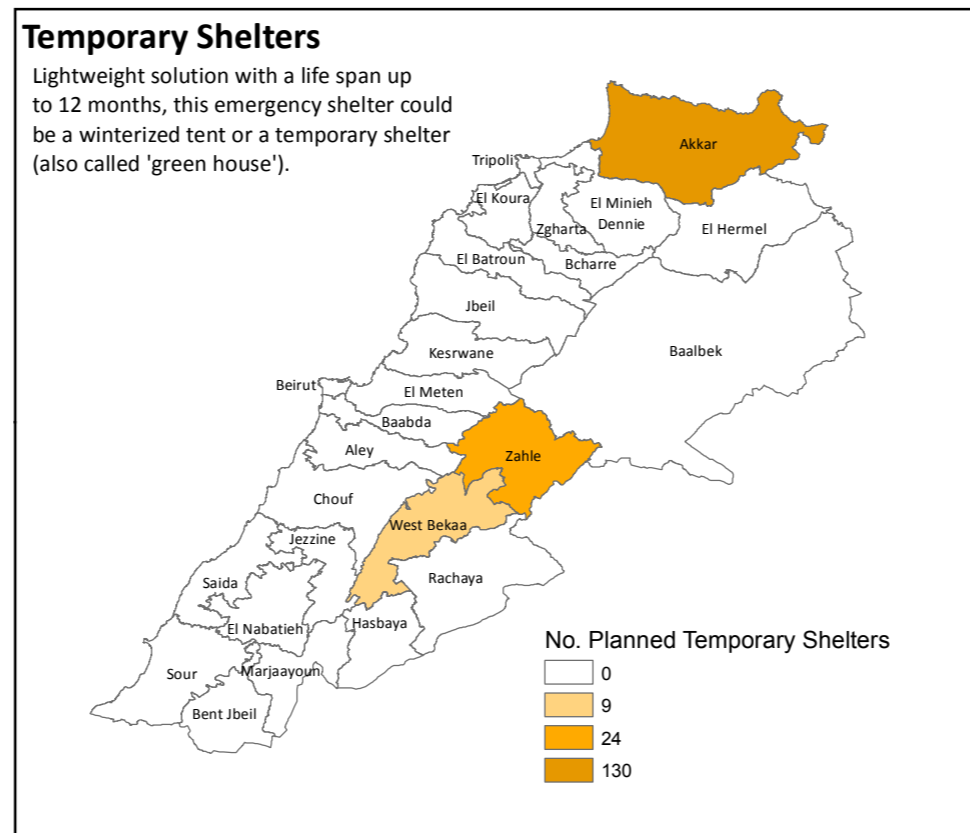 Temporary Shelters
Lightweight solution with a life span up
to 12 months, this emergency shelter could
be a winterized tent or a temporary shelter
(also called 'green house').
Akkar
Tripoli
El Koura
El Minieh
Dennie
Zgharta
El Hermel
El Batroun
Bcharre
Jbeil
Kesrwane
Baalbek
Beirut
El Meten
Baabda
Aley
Zahle
Chouf
West Bekaa
Jezzine
Saida
Rachaya
El Nabatieh
Hasbaya
Marjaayoun
Sour
Bent Jbeil
No. Planned Temporary Shelters
0
9
24
130